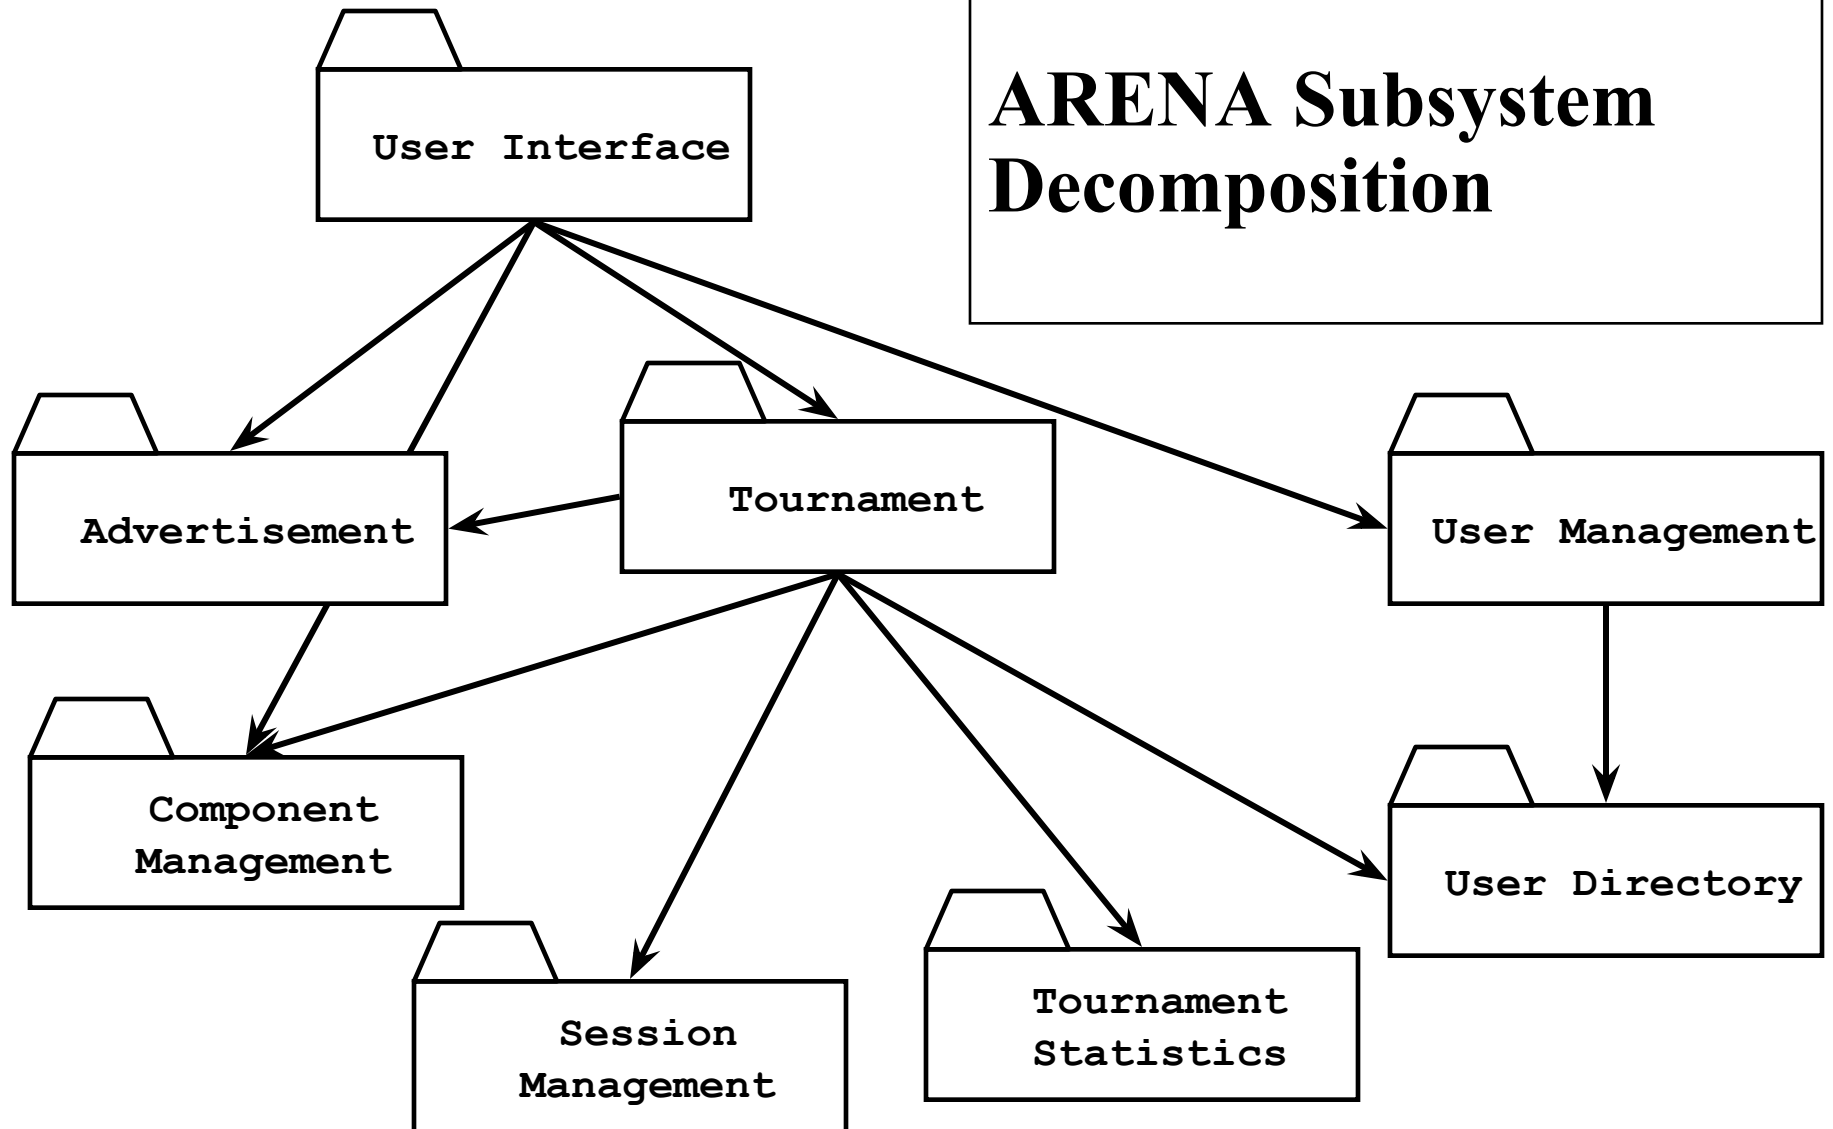 ARENA Subsystem
Decomposition
User Interface
Tournament
Advertisement
User Management
Component
Management
User Directory
Tournament
Statistics
Session
Management